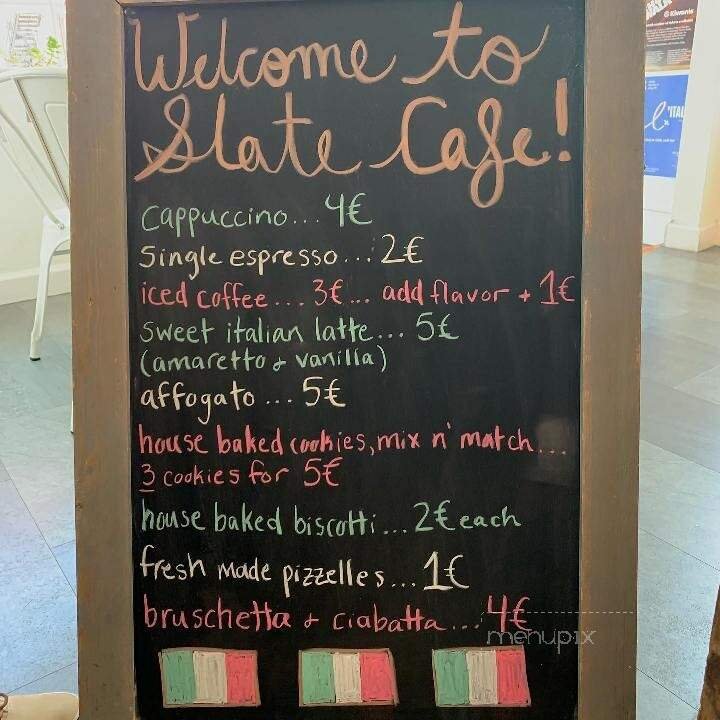 Welcome to
Slate Cafe!
cappuccino...4€
single espresso...2€
iced coffee...3€... add flavor + 1€
sweet italian latte... 5€
(amaretto & vanilla)
affogato ... 5€
house baked cookies, mix n' match...
3 cookies for 5€
house baked biscotti...2€ each
fresh made pizzelles...1€
bruschetta & ciabatta...4€
menupix
Kiwanis
ITAL